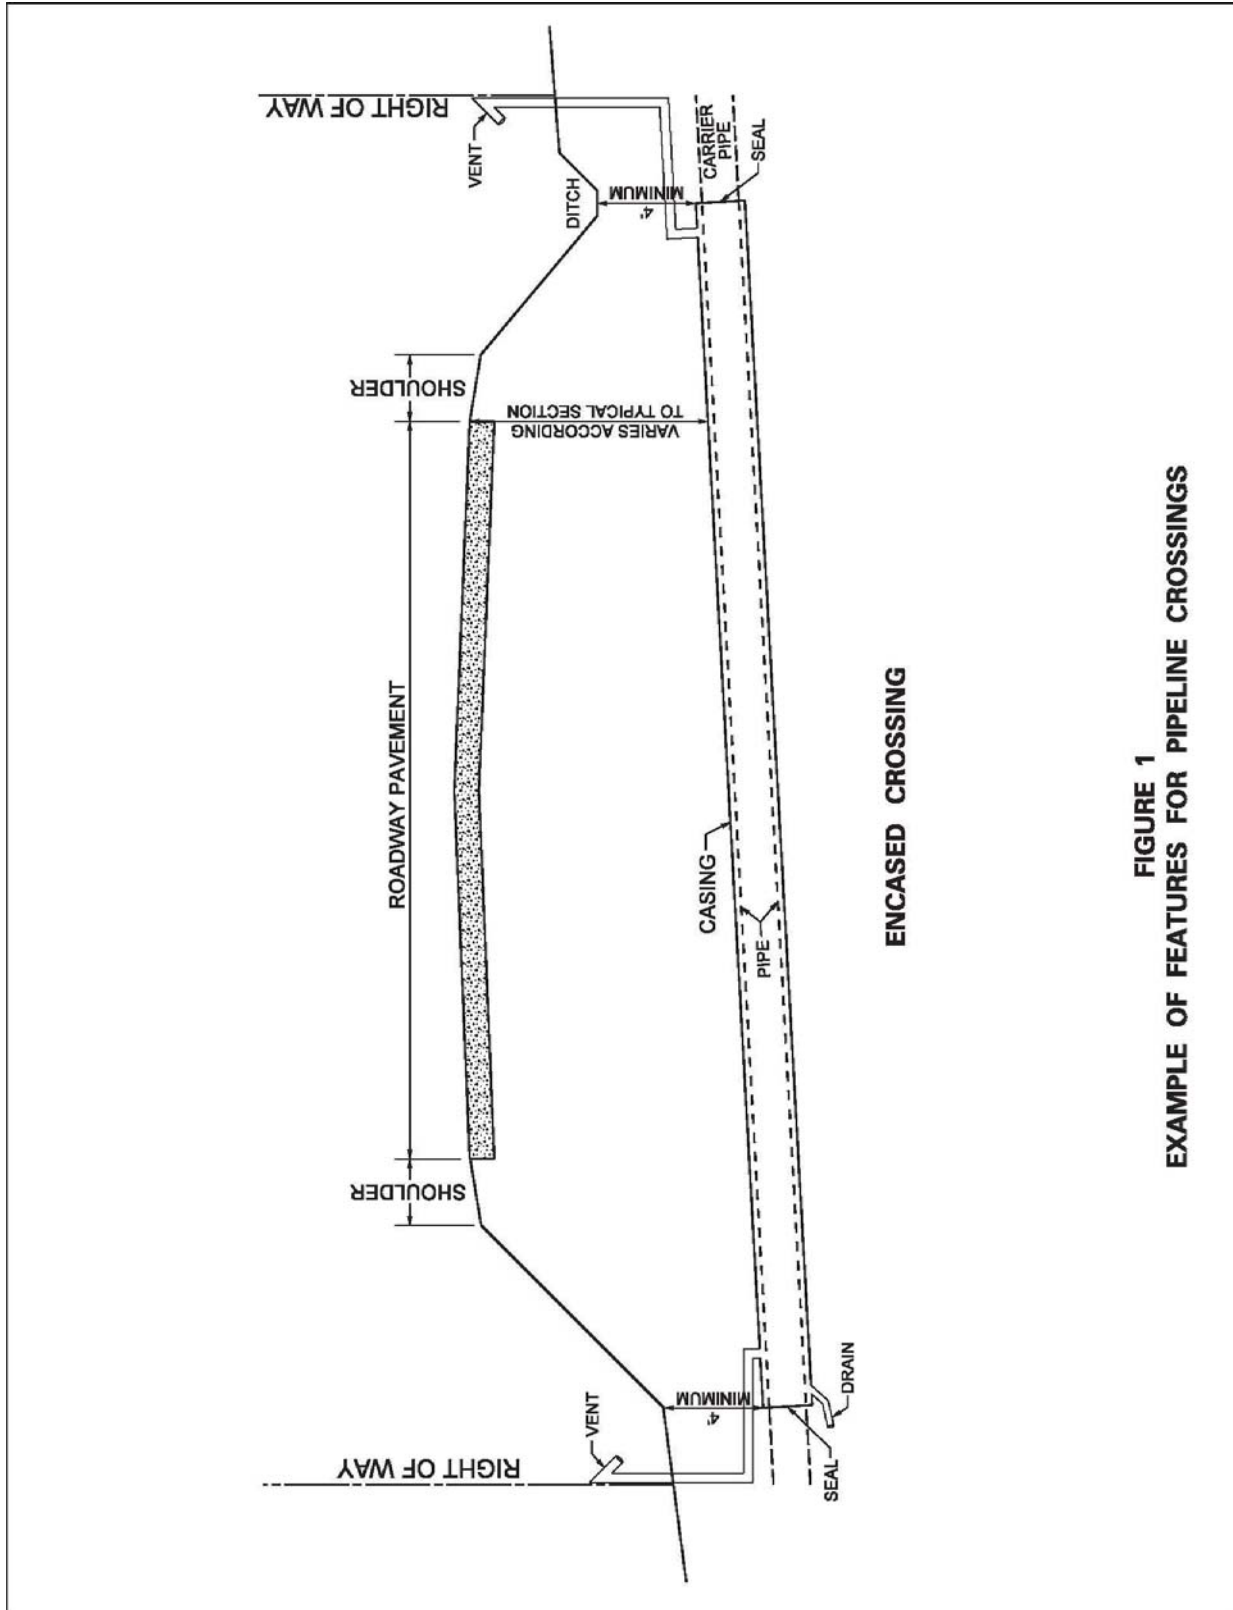 RIGHT OF WAY
RIGHT OF WAY
VENT
VENT
SHOULDER
ROADWAY PAVEMENT
SHOULDER
DITCH
4'
MINIMUM
VARIES ACCORDING
TO TYPICAL SECTION
4'
MINIMUM
CASING
PIPE
CARRIER
PIPE
SEAL
SEAL
DRAIN
ENCASED CROSSING
FIGURE 1
EXAMPLE OF FEATURES FOR PIPELINE CROSSINGS